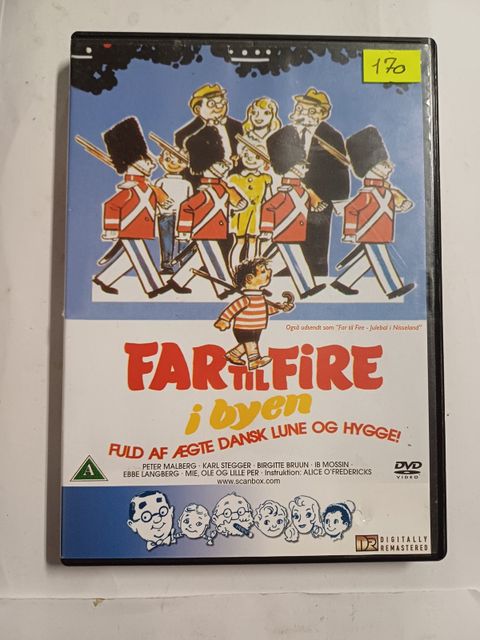 170
Også udsendt som "Far til Fire - Julebal i Nisseland"
FAR TIL FIRE
i byen
FULD AF ÆGTE DANSK LUNE OG HYGGE!
PETER MALBERG · KARL STEGGER · BIRGITTE BRUUN · IB MOSSIN ·
EBBE LANGBERG · MIE, OLE OG LILLE PER · Instruktion: ALICE O'FREDERICKS
www.scanbox.com
A
DVD
VIDEO
DR DIGITALLY
REMASTERED